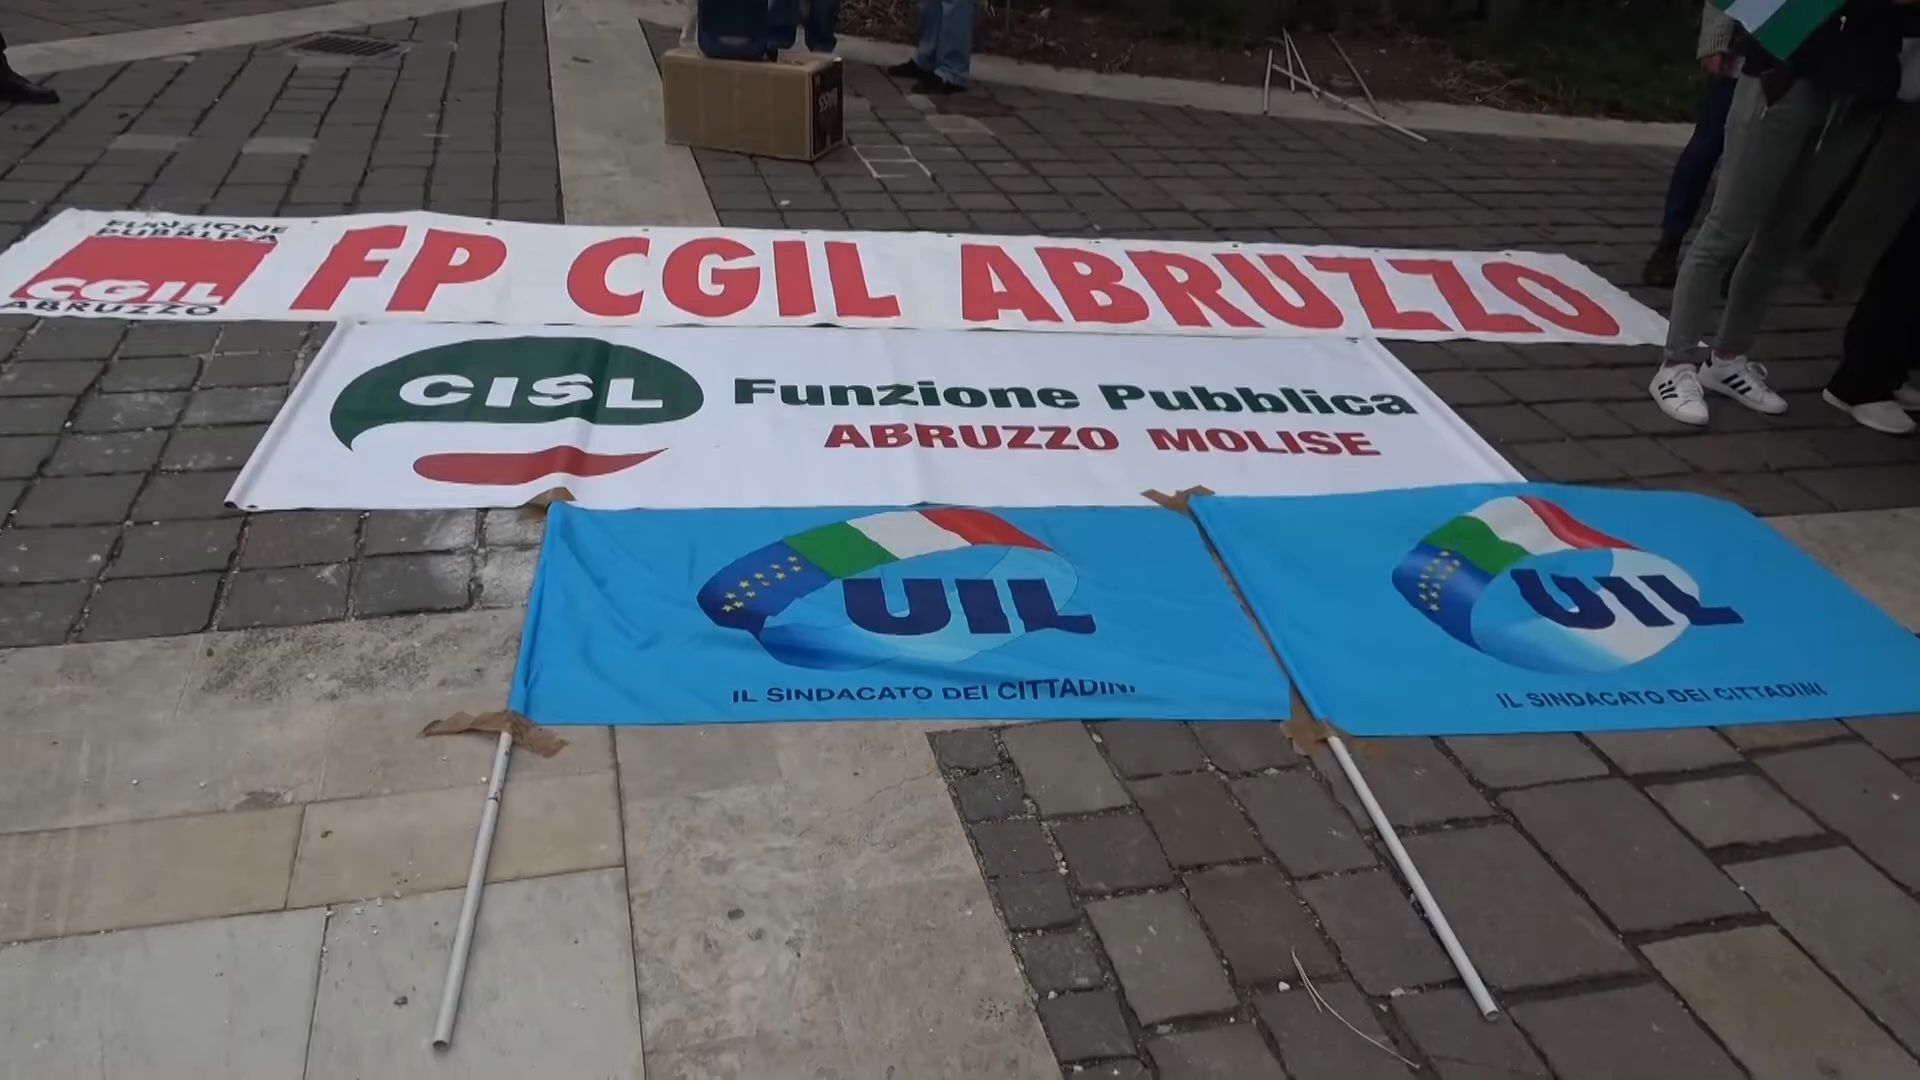 FUNZIONE
PUBBLICA
CGIL
ABRUZZO
FP CGIL ABRUZZO
CISL
Funzione Pubblica
ABRUZZO MOLISE
UIL
IL SINDACATO DEI CITTADINI
UIL
IL SINDACATO DEI CITTADINI